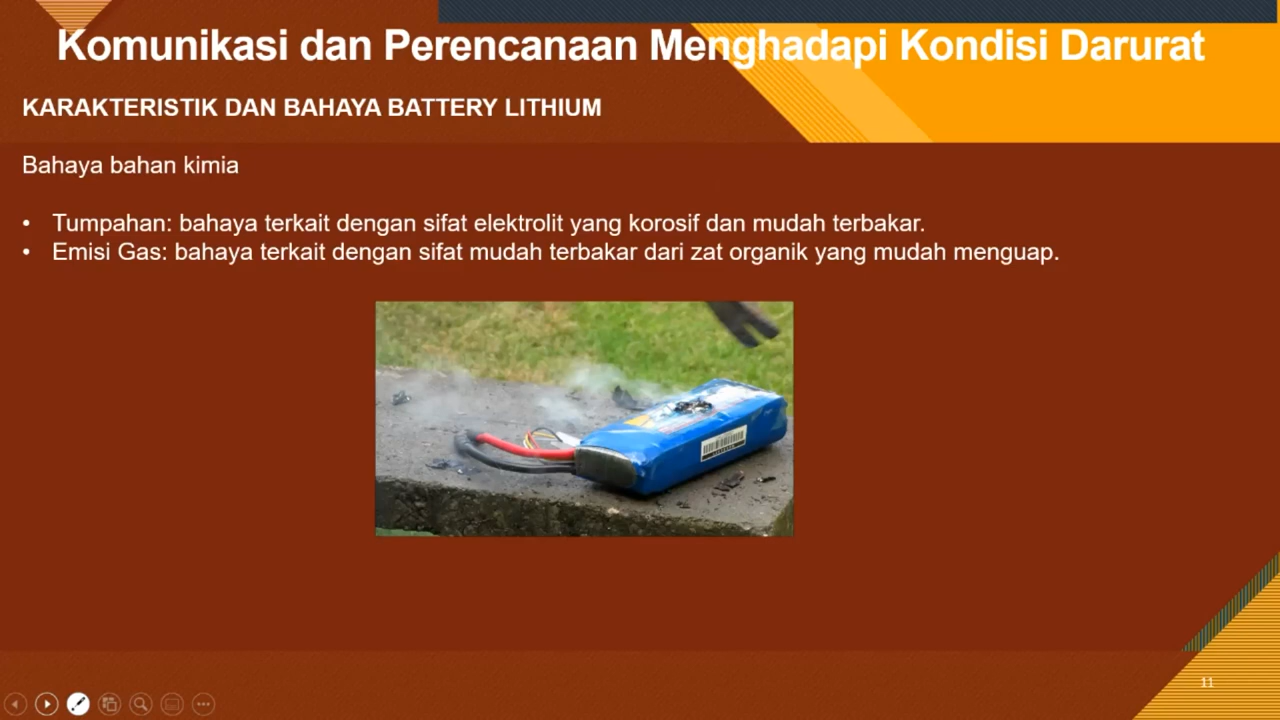 Komunikasi dan Perencanaan Menghadapi Kondisi Darurat
KARAKTERISTIK DAN BAHAYA BATTERY LITHIUM
Bahaya bahan kimia
• Tumpahan: bahaya terkait dengan sifat elektrolit yang korosif dan mudah terbakar.
• Emisi Gas: bahaya terkait dengan sifat mudah terbakar dari zat organik yang mudah menguap.
11